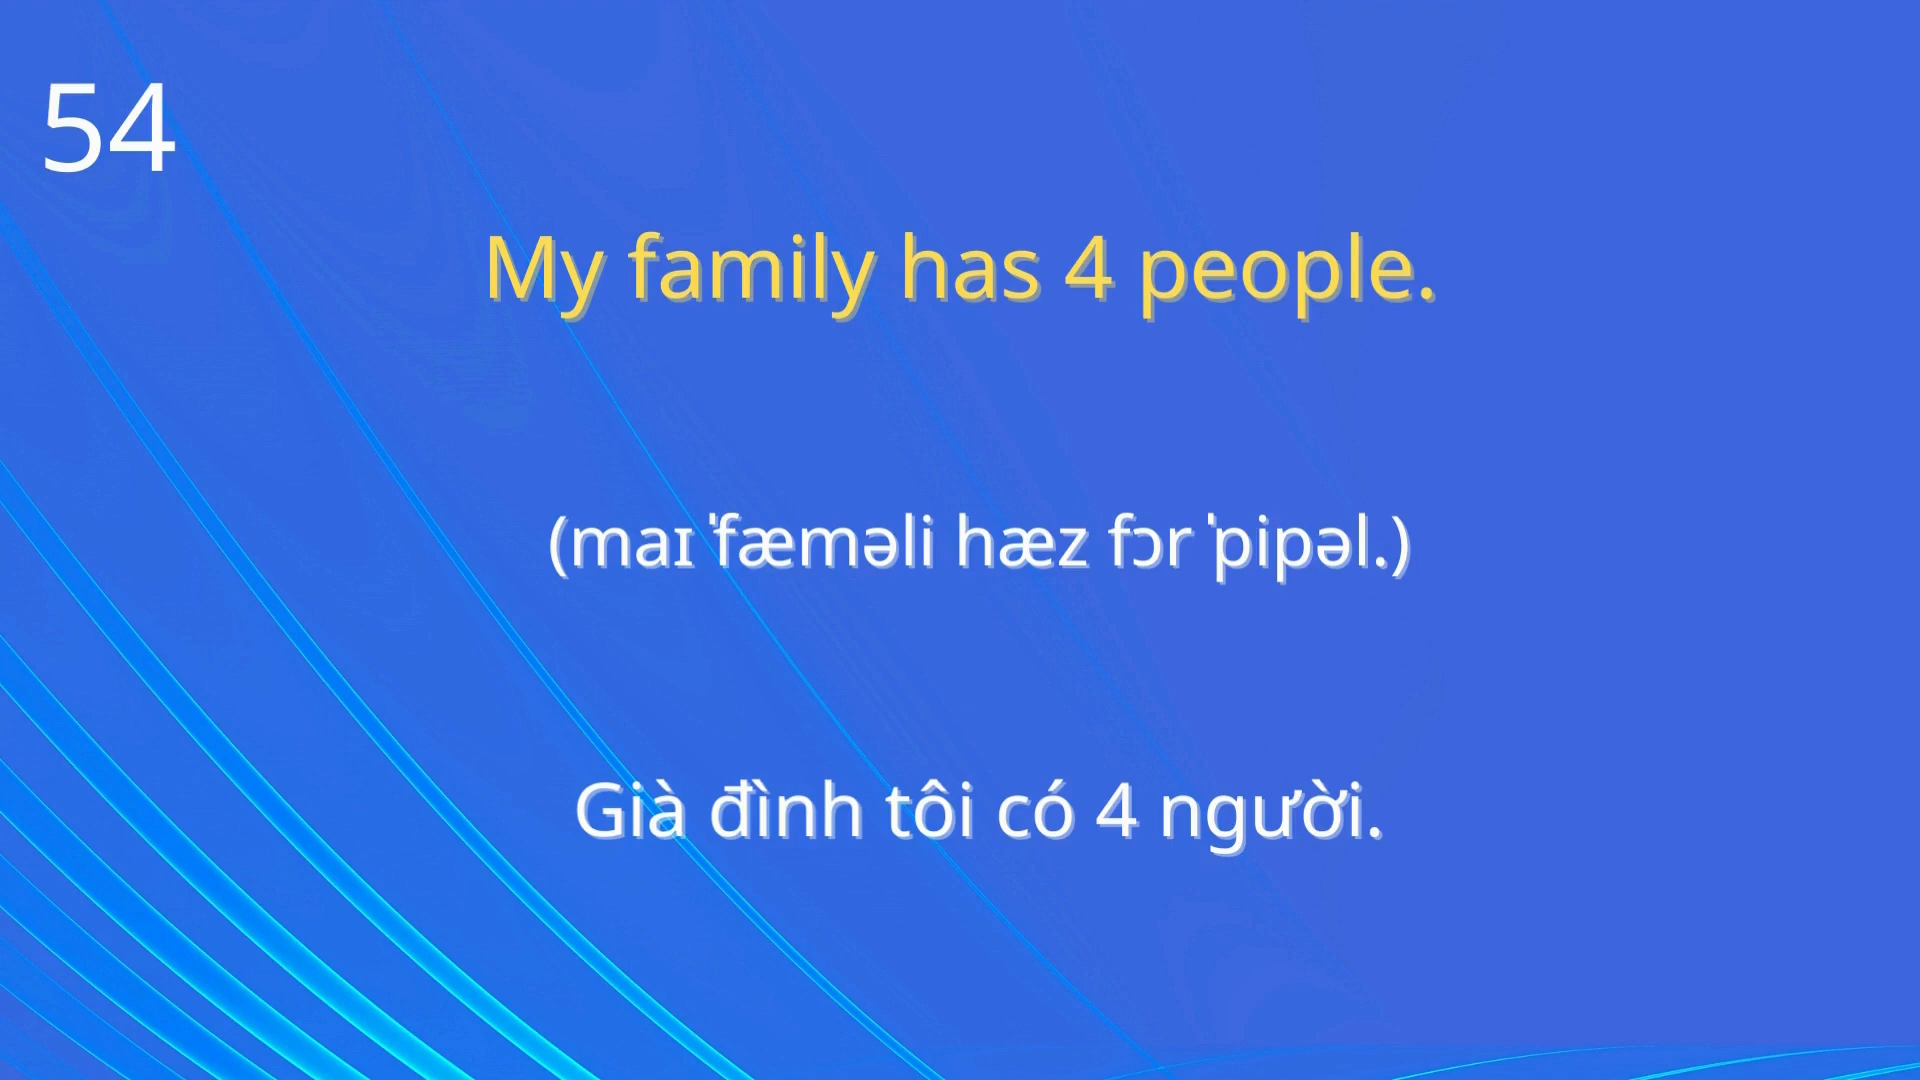 54
My family has 4 people.
(maɪ ˈfæməli hæz fɔr ˈpipəl.)
Già đình tôi có 4 người.